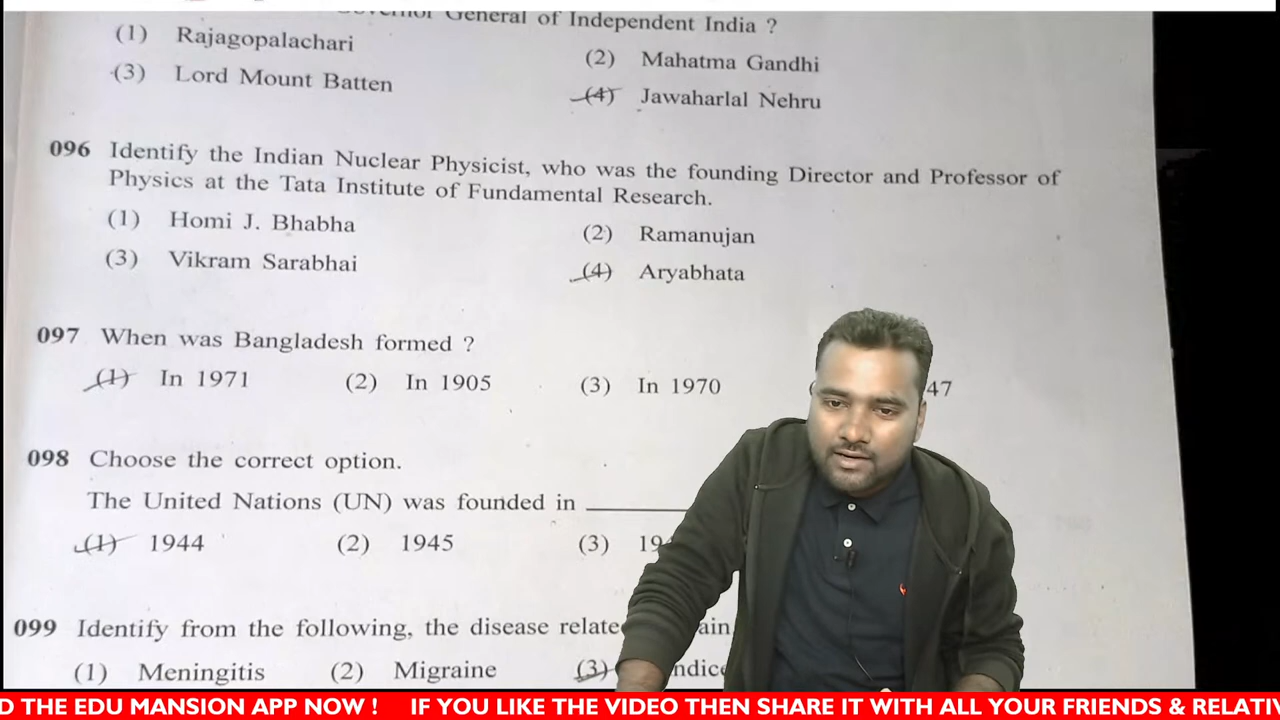 General of Independent India ?
(1) Rajagopalachari
(2) Mahatma Gandhi
(3) Lord Mount Batten
(4) Jawaharlal Nehru
096 Identify the Indian Nuclear Physicist, who was the founding Director and Professor of
Physics at the Tata Institute of Fundamental Research.
(1) Homi J. Bhabha
(2) Ramanujan
(3) Vikram Sarabhai
(4) Aryabhata
097 When was Bangladesh formed ?
(1) In 1971 (2) In 1905 (3) In 1970 47
098 Choose the correct option.
The United Nations (UN) was founded in ________
(1) 1944 (2) 1945 (3) 19
099 Identify from the following, the disease
(1) Meningitis (2) Migraine (3)
D THE EDU MANSION APP NOW ! IF YOU LIKE THE VIDEO THEN SHARE IT WITH ALL YOUR FRIENDS & RELATIV